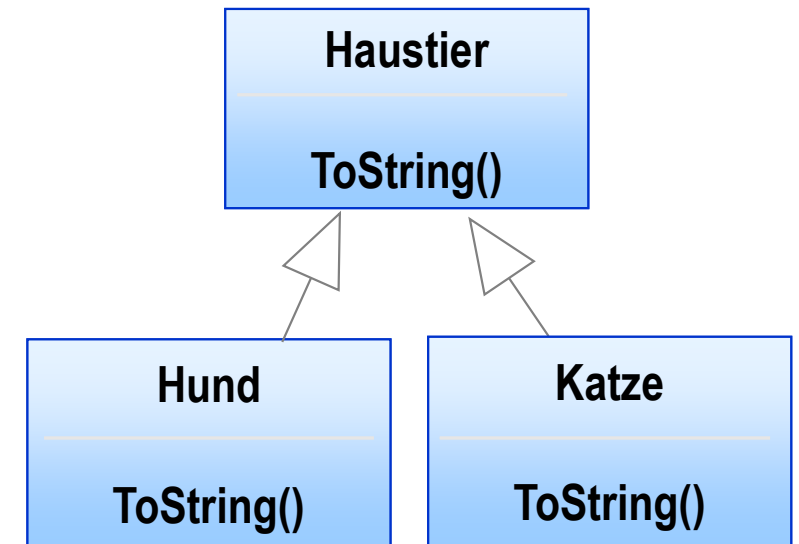 Haustier
ToString()
Hund
ToString()
Katze
ToString()